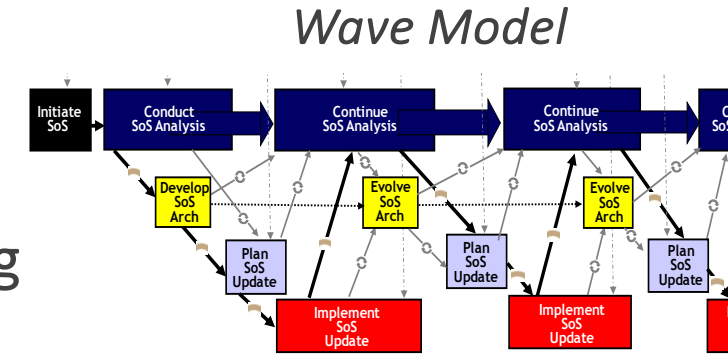 Wave Model
Initiate
SoS
Conduct
SoS Analysis
Continue
SoS Analysis
Continue
SoS Analysis
Develop
SoS
Arch
Evolve
SoS
Arch
Evolve
SoS
Arch
Plan
SoS
Update
Plan
SoS
Update
Plan
SoS
Update
g
Implement
SoS
Update
Implement
SoS
Update